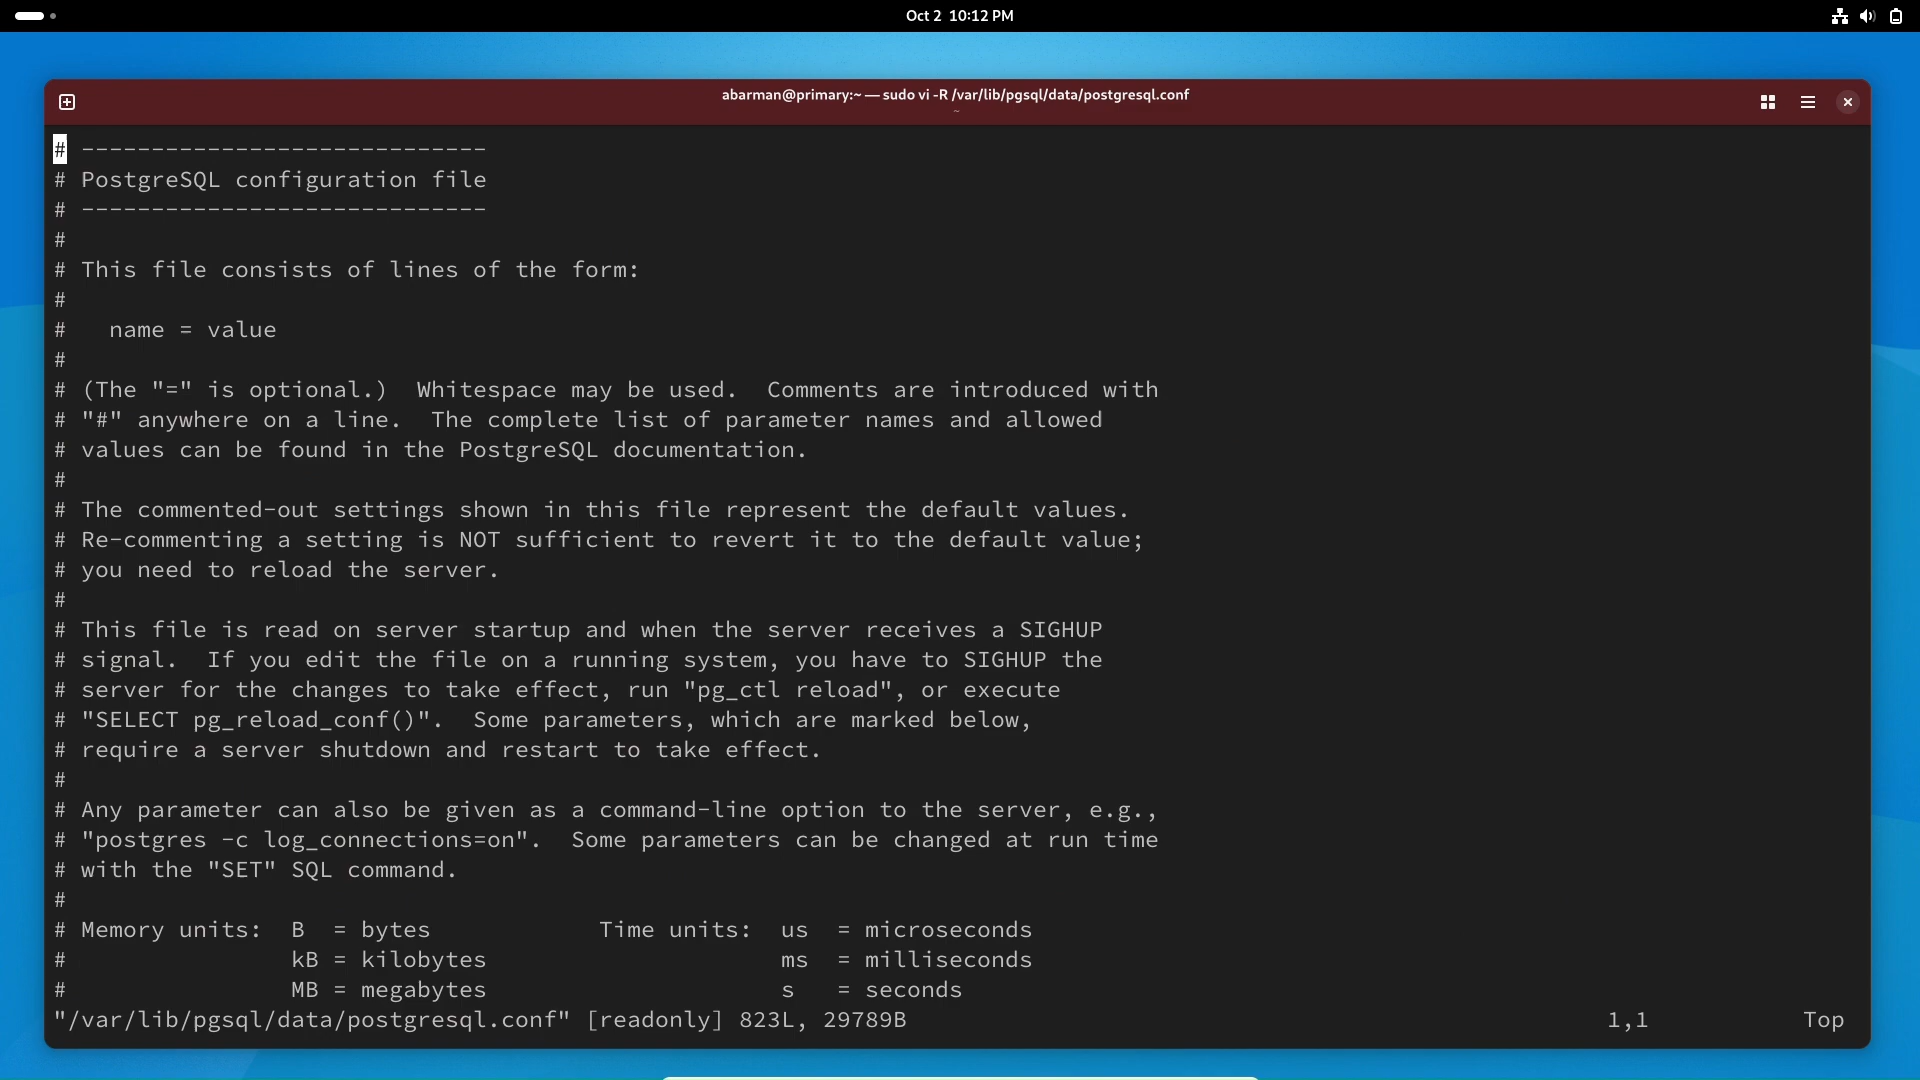 Oct 2 10:12 PM
abarman@primary:~ — sudo vi -R /var/lib/pgsql/data/postgresql.conf
~
# -----------------------------
# PostgreSQL configuration file
# -----------------------------
#
# This file consists of lines of the form:
#
#   name = value
#
# (The "=" is optional.)  Whitespace may be used.  Comments are introduced with
# "#" anywhere on a line.  The complete list of parameter names and allowed
# values can be found in the PostgreSQL documentation.
#
# The commented-out settings shown in this file represent the default values.
# Re-commenting a setting is NOT sufficient to revert it to the default value;
# you need to reload the server.
#
# This file is read on server startup and when the server receives a SIGHUP
# signal.  If you edit the file on a running system, you have to SIGHUP the
# server for the changes to take effect, run "pg_ctl reload", or execute
# "SELECT pg_reload_conf()".  Some parameters, which are marked below,
# require a server shutdown and restart to take effect.
#
# Any parameter can also be given as a command-line option to the server, e.g.,
# "postgres -c log_connections=on".  Some parameters can be changed at run time
# with the "SET" SQL command.
#
# Memory units:  B  = bytes            Time units:  us  = microseconds
#                kB = kilobytes                     ms  = milliseconds
#                MB = megabytes                     s   = seconds
"/var/lib/pgsql/data/postgresql.conf" [readonly] 823L, 29789B    1,1    Top